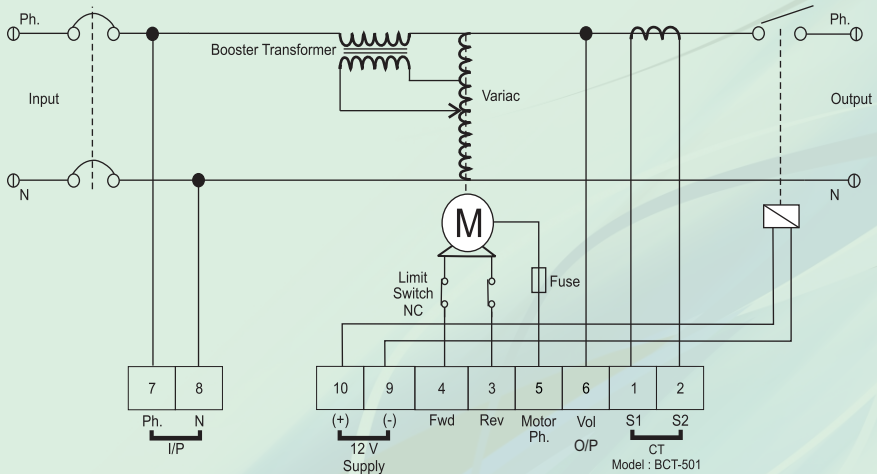 Ph.
Ph.
Booster Transformer
Input
Variac
Output
N
N
M
Limit
Switch
NC
Fuse
7 8 10 9 4 3 5 6 1 2
Ph. N (+) (-) Fwd Rev Motor Vol S1 S2
Ph.
I/P
12 V
Supply
O/P
CT
Model : BCT-501